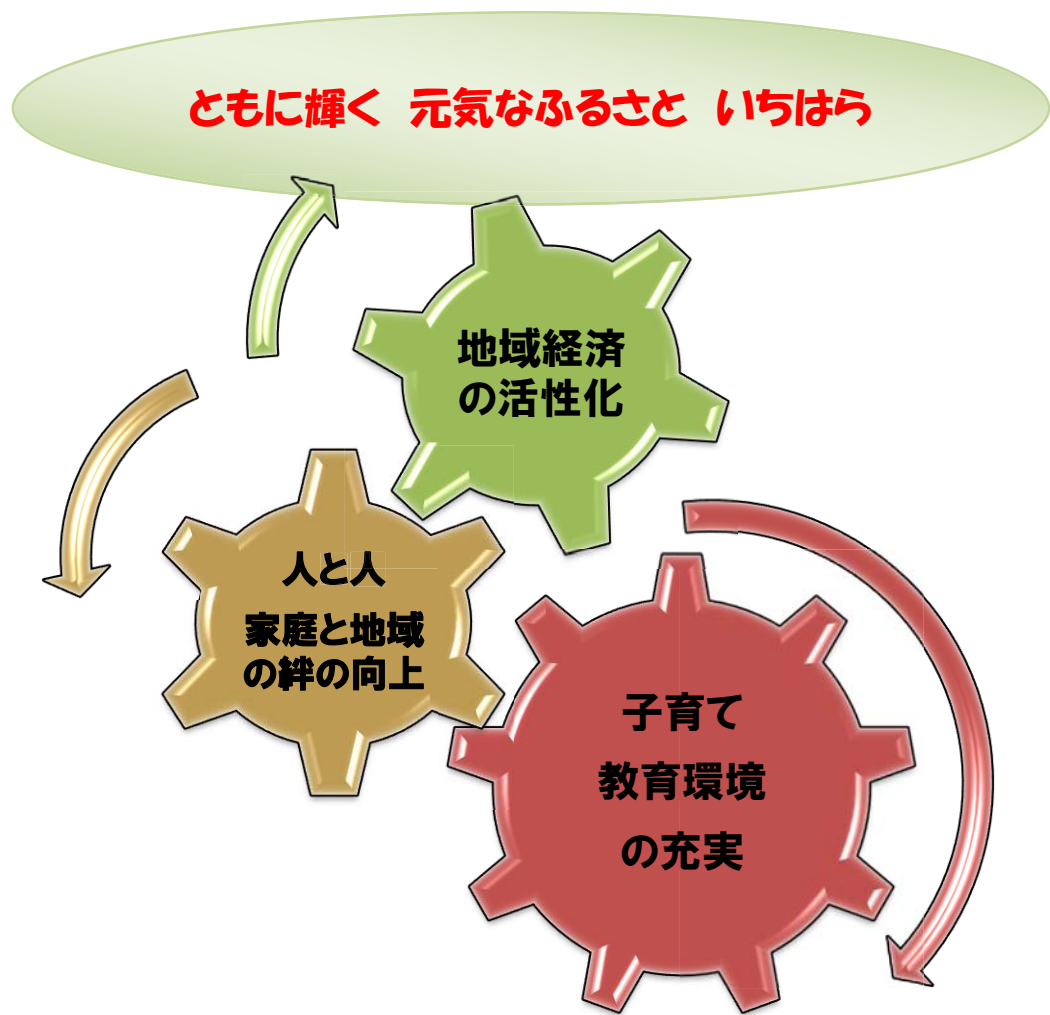 ともに輝く 元気なふるさと いちはら
地域経済
の活性化
人と人
家庭と地域
の絆の向上
子育て
教育環境
の充実